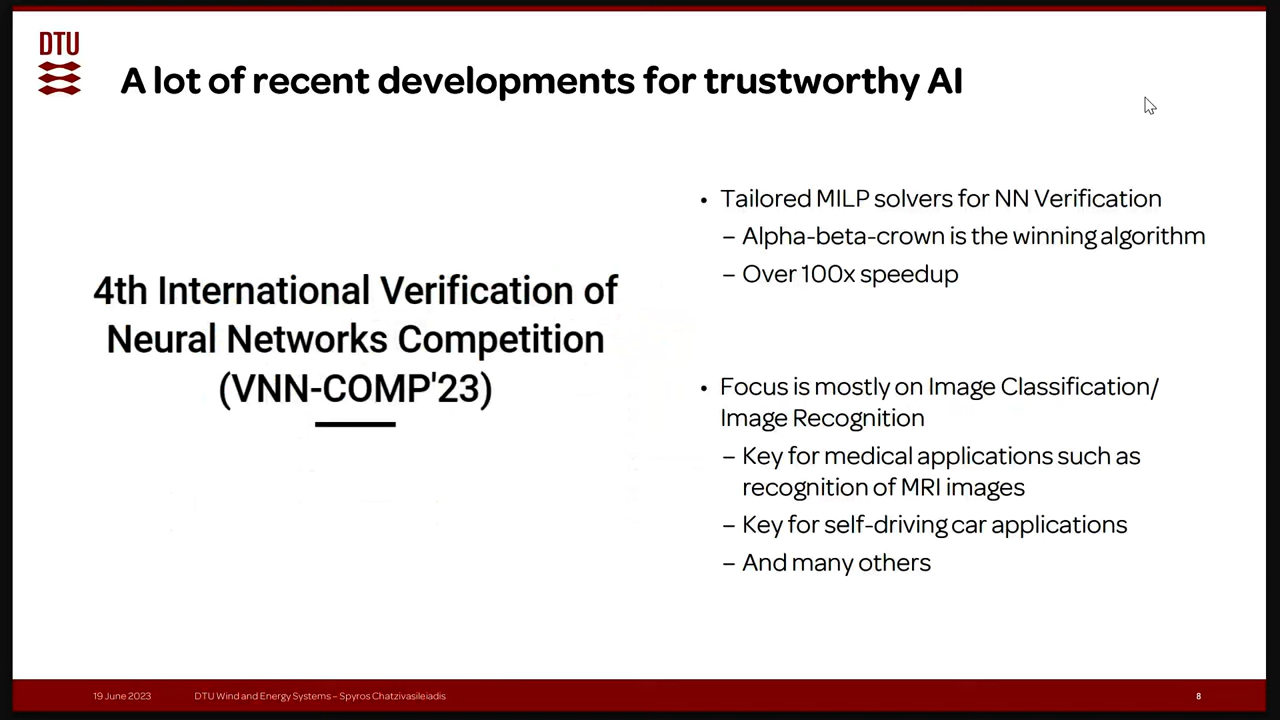 DTU
A lot of recent developments for trustworthy AI
4th International Verification of
Neural Networks Competition
(VNN-COMP'23)
• Tailored MILP solvers for NN Verification
– Alpha-beta-crown is the winning algorithm
– Over 100x speedup
• Focus is mostly on Image Classification/
Image Recognition
– Key for medical applications such as
recognition of MRI images
– Key for self-driving car applications
– And many others
19 June 2023 DTU Wind and Energy Systems – Spyros Chatzivasileiadis 8